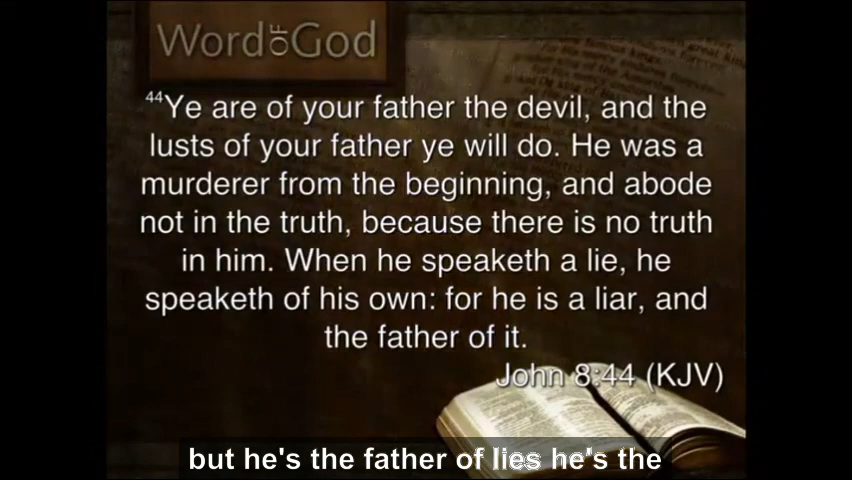 Word OF God
44Ye are of your father the devil, and the
lusts of your father ye will do. He was a
murderer from the beginning, and abode
not in the truth, because there is no truth
in him. When he speaketh a lie, he
speaketh of his own: for he is a liar, and
the father of it.
John 8:44 (KJV)
but he's the father of lies he's the